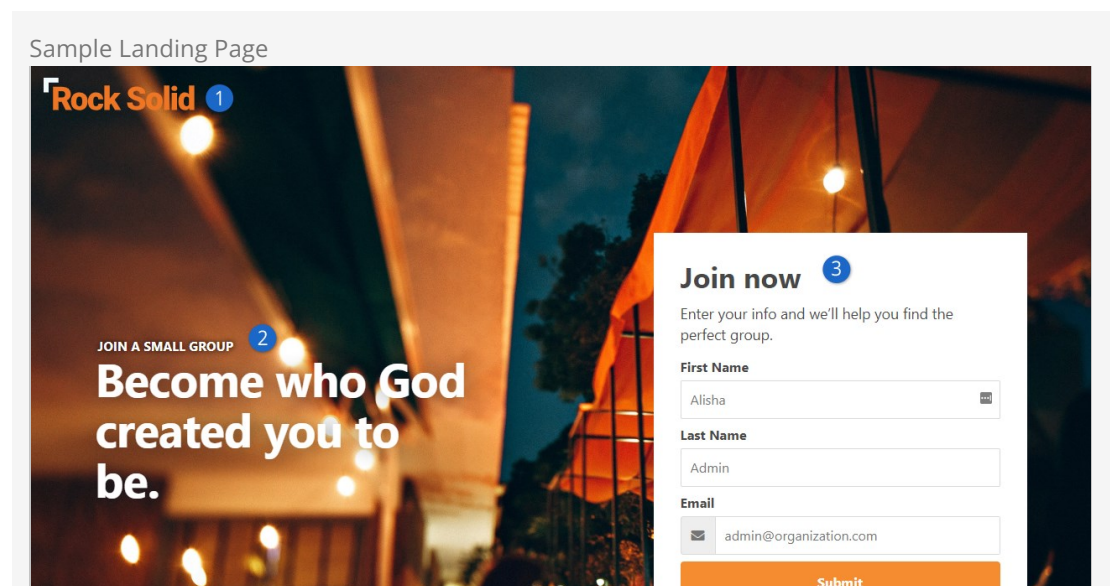 Sample Landing Page
Rock Solid 1
JOIN A SMALL GROUP 2
Become who God
created you to
be.
Join now 3
Enter your info and we'll help you find the
perfect group.
First Name
Alisha
Last Name
Admin
Email
admin@organization.com
Submit